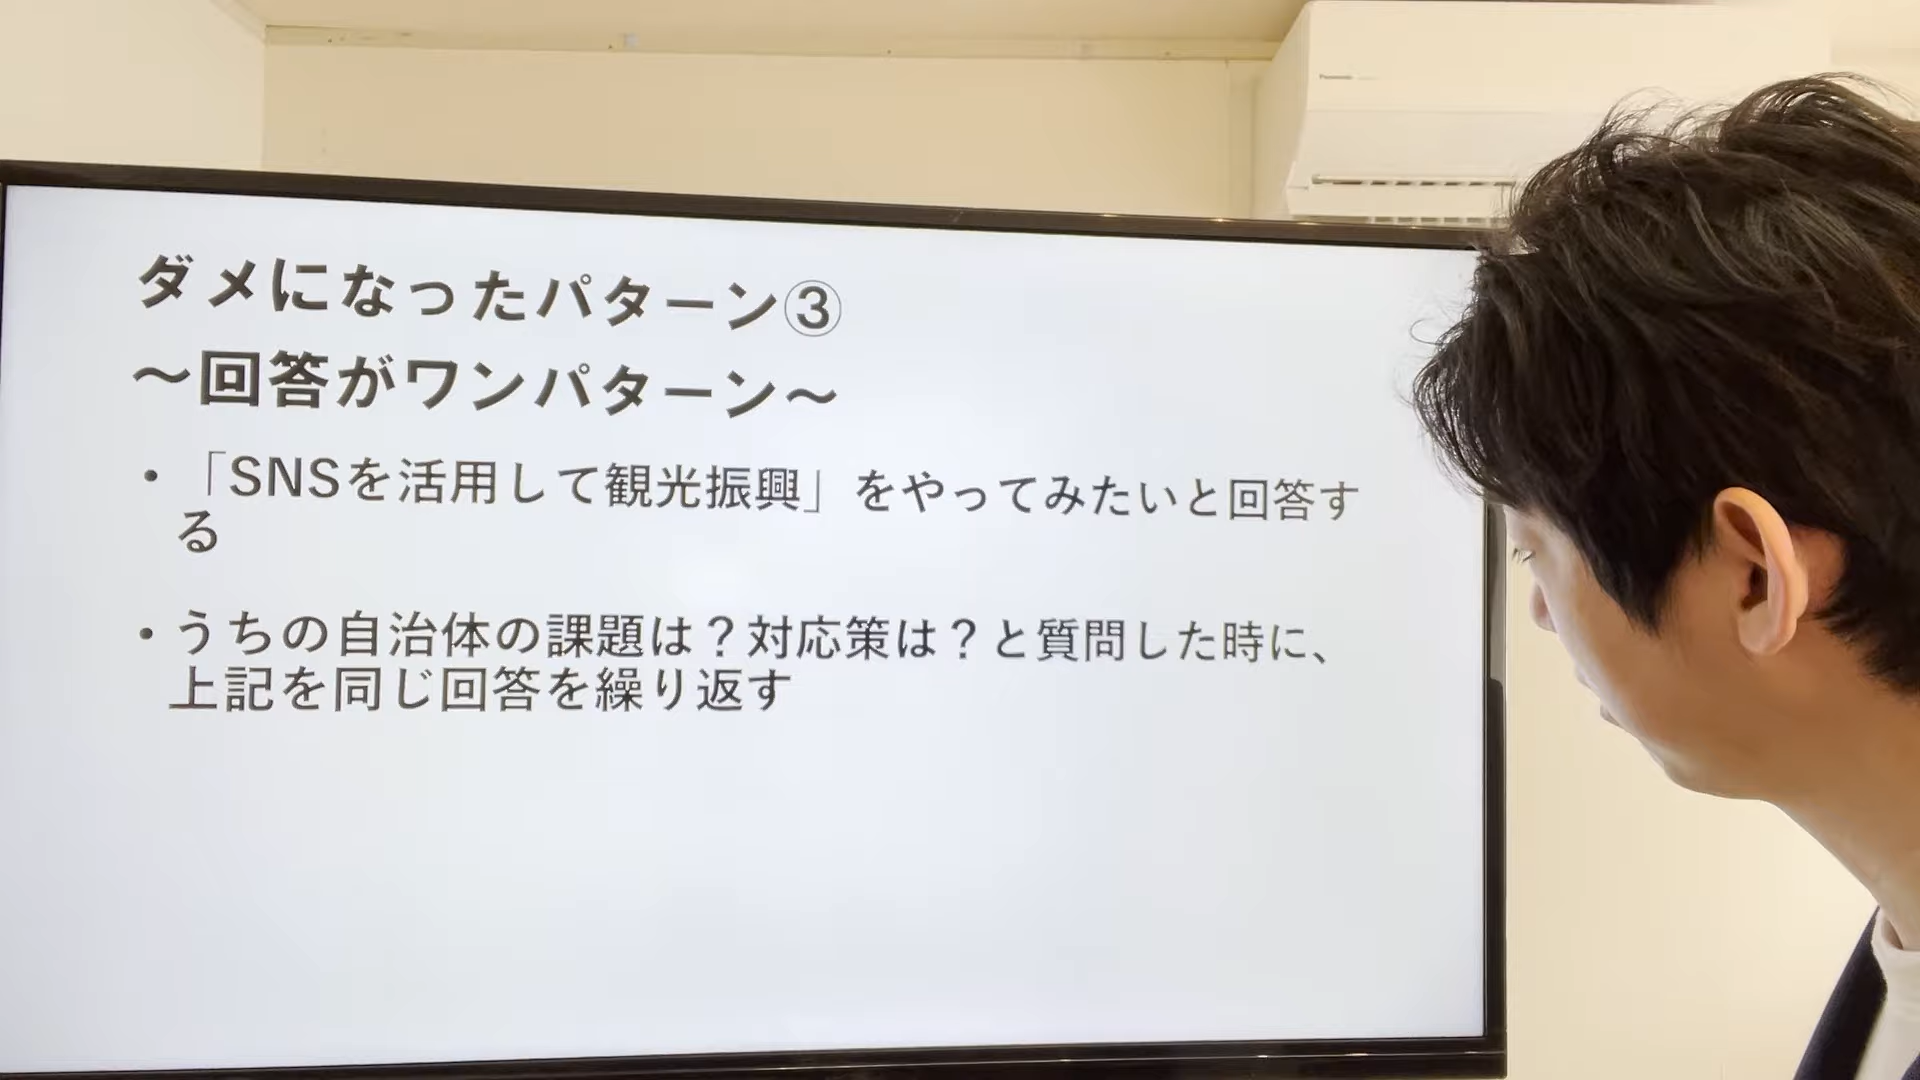 Panasonic
ダメになったパターン③
～回答がワンパターン～
・「SNSを活用して観光振興」をやってみたいと回答す
る
・うちの自治体の課題は？対応策は？と質問した時に、
上記を同じ回答を繰り返す